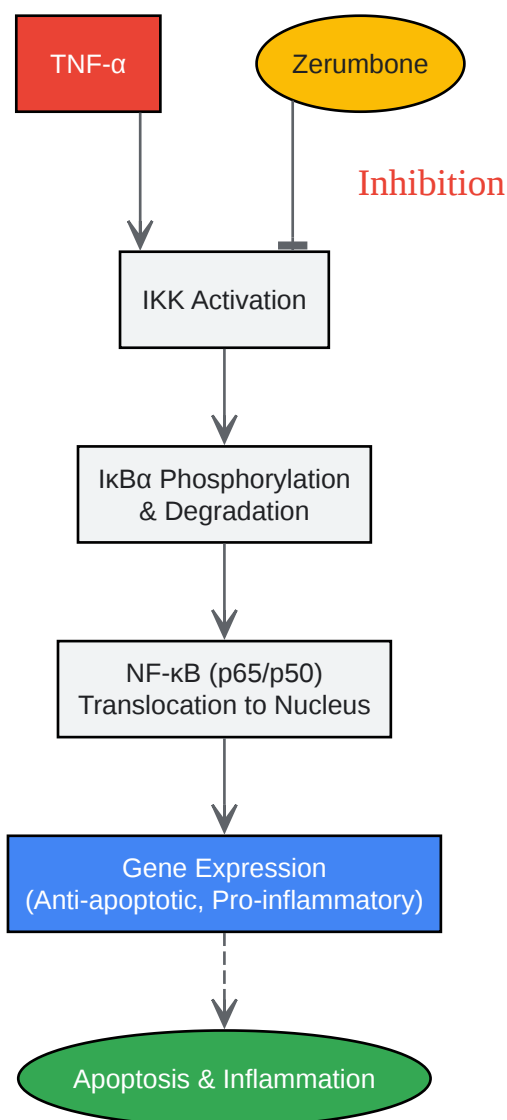 TNF-α
Zerumbone
Inhibition
IKK Activation
IκBα Phosphorylation
& Degradation
NF-κB (p65/p50)
Translocation to Nucleus
Gene Expression
(Anti-apoptotic, Pro-inflammatory)
Apoptosis & Inflammation